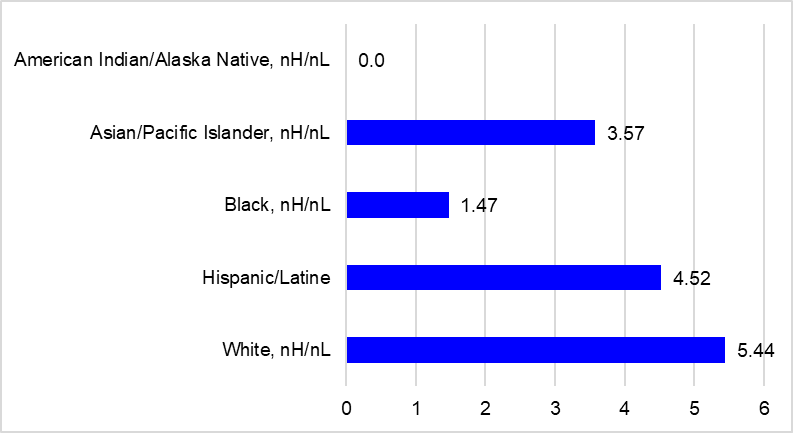 American Indian/Alaska Native, nH/nL 0.0
Asian/Pacific Islander, nH/nL 3.57
Black, nH/nL 1.47
Hispanic/Latine 4.52
White, nH/nL 5.44
0 1 2 3 4 5 6